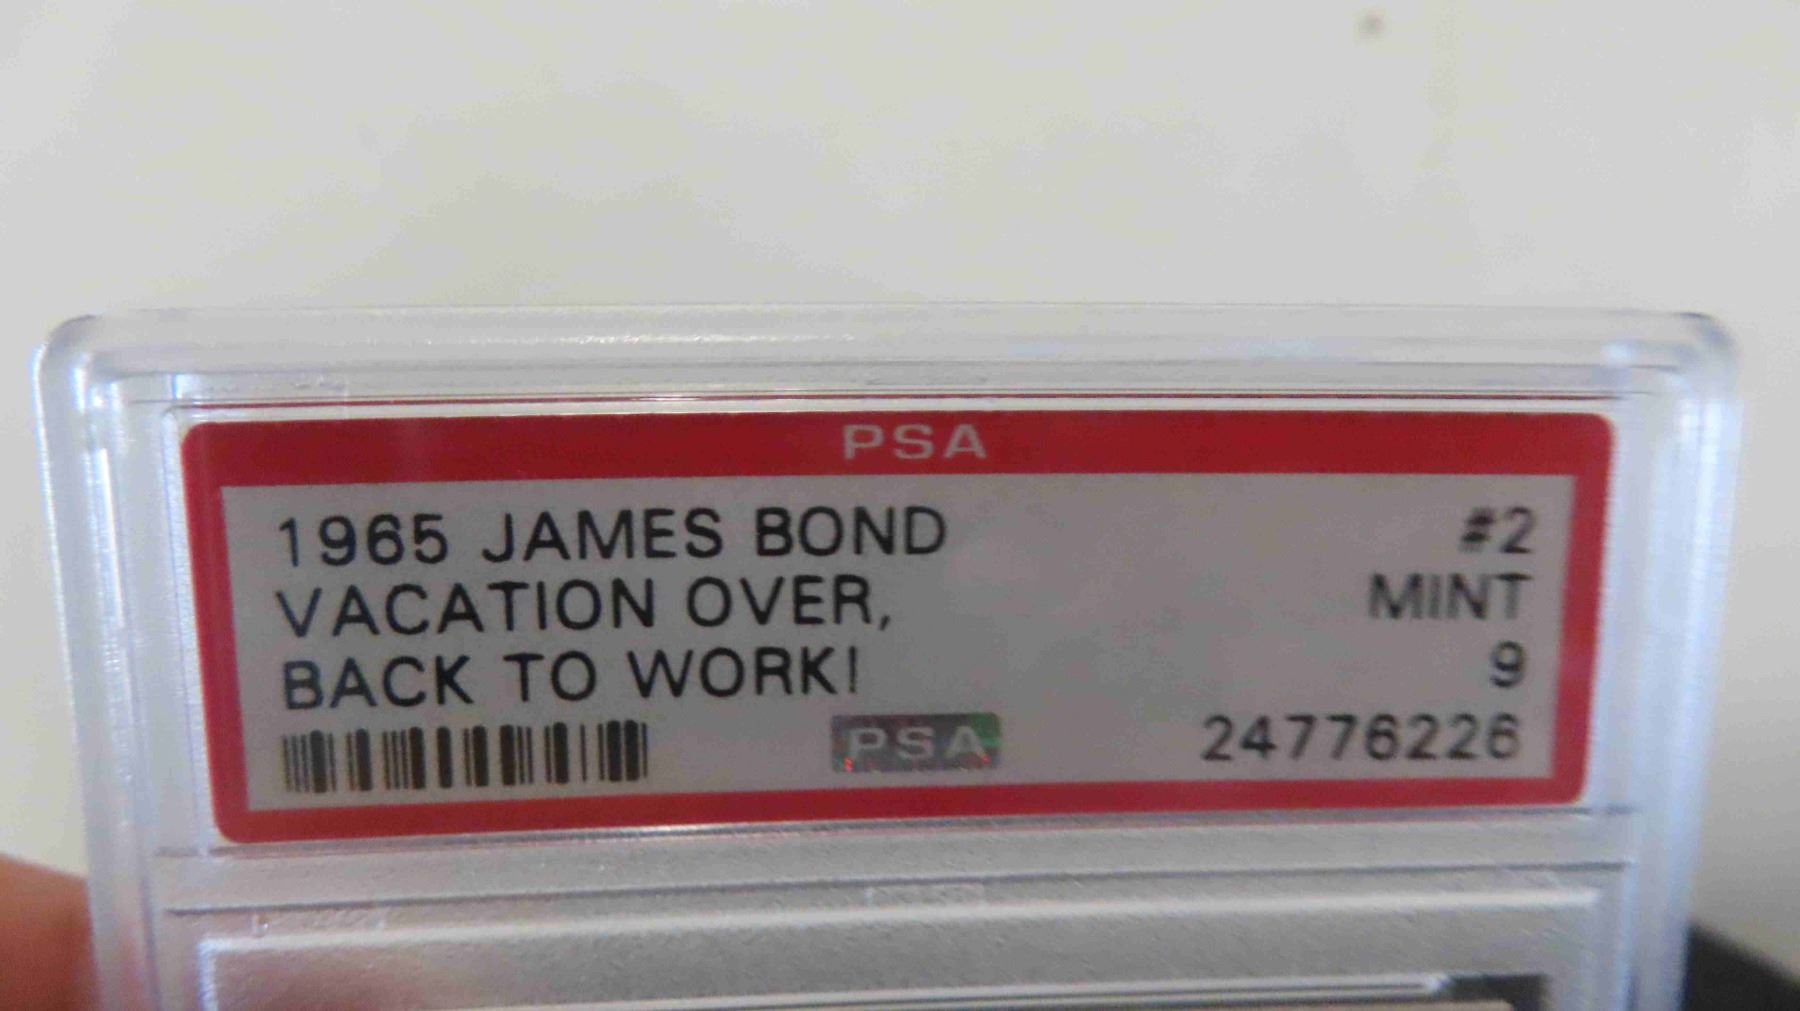 PSA
1965 JAMES BOND #2
VACATION OVER, MINT
BACK TO WORK! 9
PSA 24776226